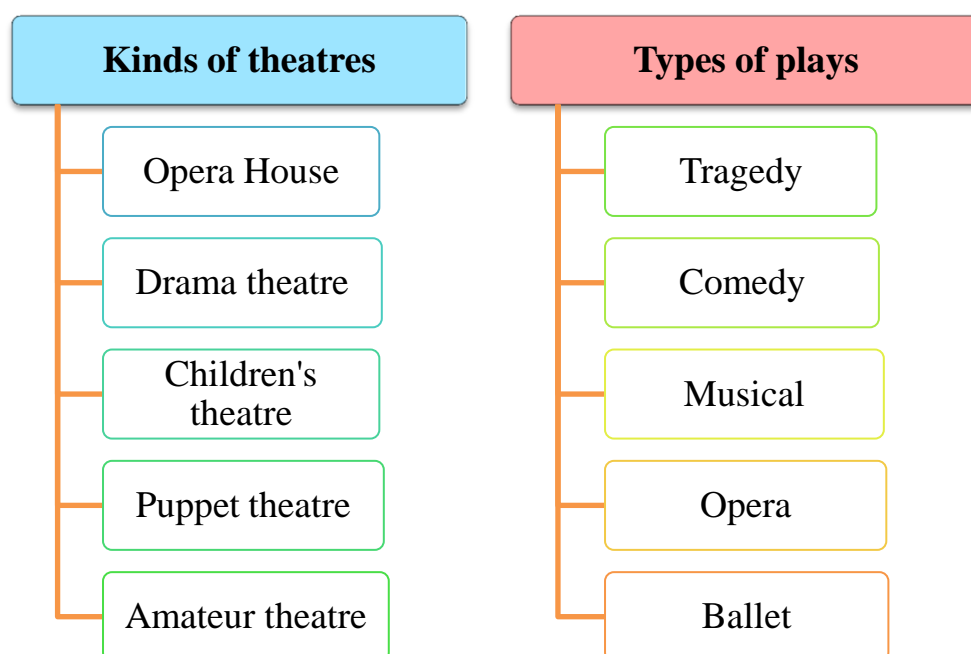 Kinds of theatres
Opera House
Drama theatre
Children's
theatre
Puppet theatre
Amateur theatre
Types of plays
Tragedy
Comedy
Musical
Opera
Ballet